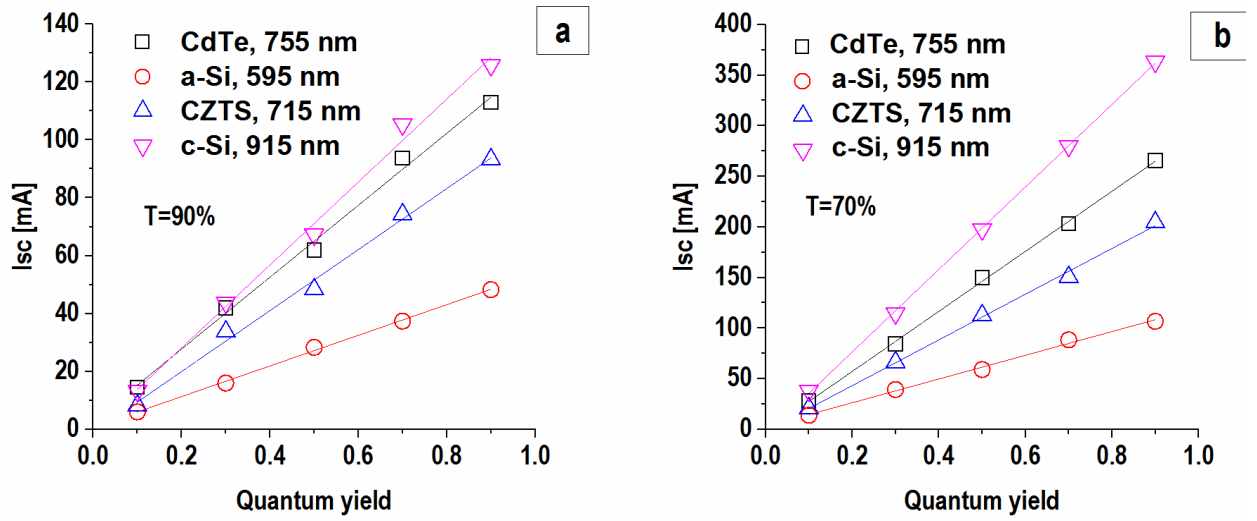 a
CdTe, 755 nm
a-Si, 595 nm
CZTS, 715 nm
c-Si, 915 nm
T=90%
Isc [mA]
140
120
100
80
60
40
20
0
0.0 0.2 0.4 0.6 0.8 1.0
Quantum yield
b
CdTe, 755 nm
a-Si, 595 nm
CZTS, 715 nm
c-Si, 915 nm
T=70%
Isc [mA]
400
350
300
250
200
150
100
50
0
0.0 0.2 0.4 0.6 0.8 1.0
Quantum yield